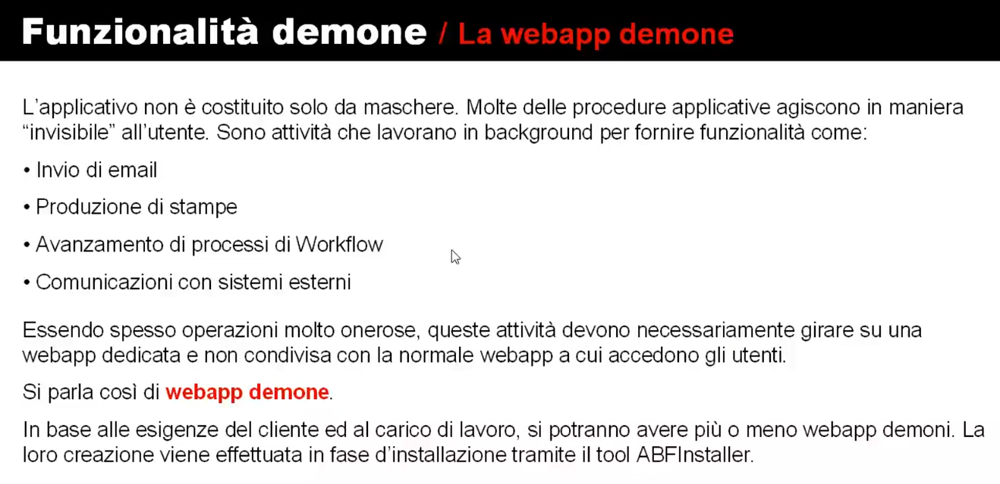 Funzionalità demone / La webapp demone
L’applicativo non è costituito solo da maschere. Molte delle procedure applicative agiscono in maniera
“invisibile” all’utente. Sono attività che lavorano in background per fornire funzionalità come:
• Invio di email
• Produzione di stampe
• Avanzamento di processi di Workflow
• Comunicazioni con sistemi esterni
Essendo spesso operazioni molto onerose, queste attività devono necessariamente girare su una
webapp dedicata e non condivisa con la normale webapp a cui accedono gli utenti.
Si parla così di webapp demone.
In base alle esigenze del cliente ed al carico di lavoro, si potranno avere più o meno webapp demoni. La
loro creazione viene effettuata in fase d’installazione tramite il tool ABFInstaller.